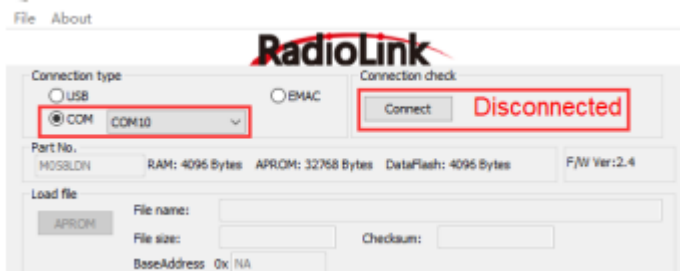 File About
RadioLink
Connection type
Connection check
USB
EMAC
COM COM10
Connect Disconnected
Part No.
M058LDN RAM: 4096 Bytes APROM: 32768 Bytes DataFlash: 4096 Bytes F/W Ver:2.4
Load file
APROM
File name:
File size: Checksum:
BaseAddress 0x NA